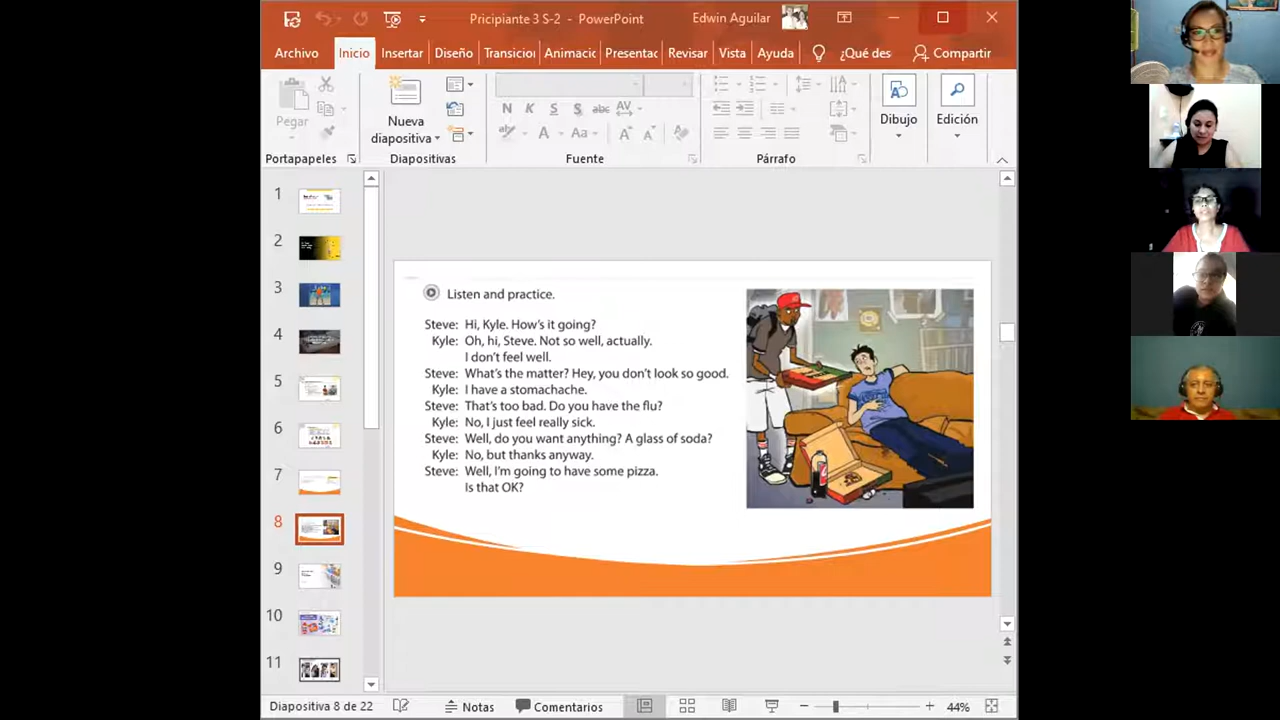 Pricipiante 3 S-2 - PowerPoint
Edwin Aguilar
Archivo
Inicio
Insertar
Diseño
Transicior
Animacic
Presentac
Revisar
Vista
Ayuda
¿Qué des
Compartir
Pegar
Nueva
diapositiva
N K S S abc AV
Aa
Dibujo
Edición
Portapapeles
Diapositivas
Fuente
Párrafo
1
2
3
4
5
6
7
8
9
10
11
Listen and practice.
Steve: Hi, Kyle. How's it going?
Kyle: Oh, hi, Steve. Not so well, actually.
I don't feel well.
Steve: What's the matter? Hey, you don't look so good.
Kyle: I have a stomachache.
Steve: That's too bad. Do you have the flu?
Kyle: No, I just feel really sick.
Steve: Well, do you want anything? A glass of soda?
Kyle: No, but thanks anyway.
Steve: Well, I'm going to have some pizza.
Is that OK?
Diapositiva 8 de 22
Notas
Comentarios
44%